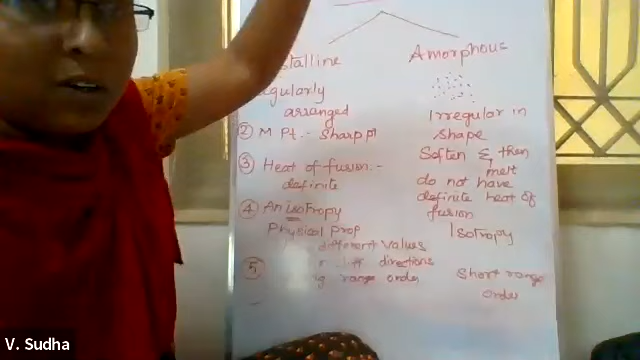 stalline
Amorphous
egularly
arranged
Irregular in
shape
② M Pt.- Sharp pt
Soften & then
melt
③ Heat of fusion:-
definite
do not have
definite heat of
fusion
④ Anisotropy
Isotropy
Physical prop
different values
directions
⑤
range order
Short range
order
V. Sudha